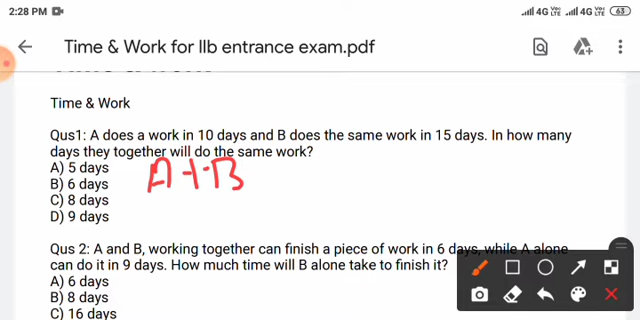 2:28 PM 4G VoLTE 4G VoLTE 63
Time & Work for llb entrance exam.pdf
Time & Work
Qus1: A does a work in 10 days and B does the same work in 15 days. In how many
days they together will do the same work?
A) 5 days
B) 6 days
C) 8 days
D) 9 days
A+B
Qus 2: A and B, working together can finish a piece of work in 6 days, while A alone
can do it in 9 days. How much time will B alone take to finish it?
A) 6 days
B) 8 days
C) 16 days